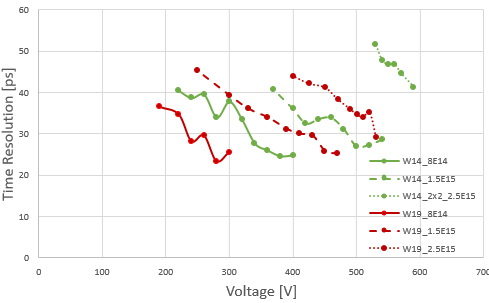 60
50
40
30
20
10
0
Time Resolution [ps]
W14_8E14
W14_1.5E15
W14_2x2_2.5E15
W19_8E14
W19_1.5E15
W19_2.5E15
0 100 200 300 400 500 600 700
Voltage [V]